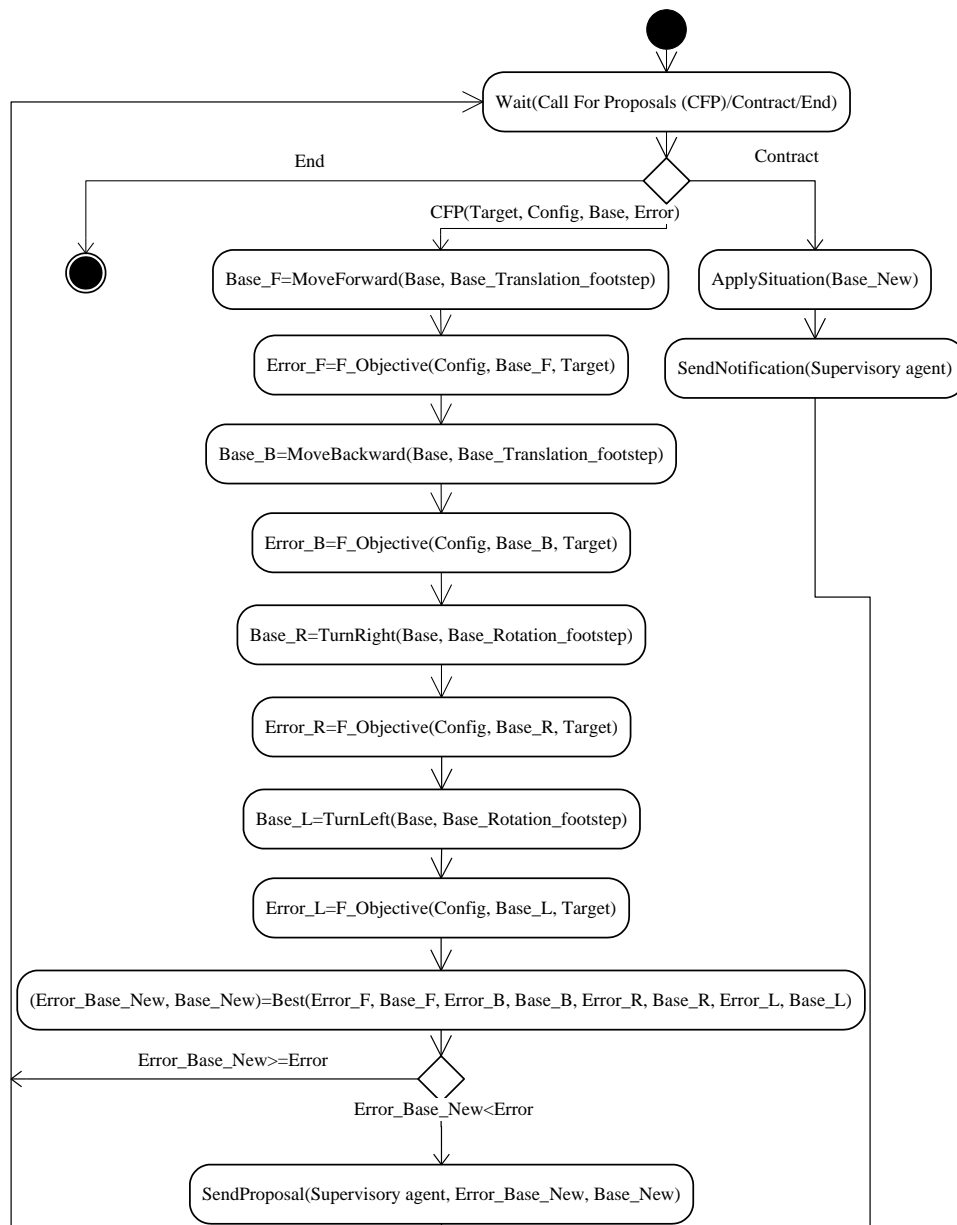 Wait(Call For Proposals (CFP)/Contract/End)
End
Contract
CFP(Target, Config, Base, Error)
Base_F=MoveForward(Base, Base_Translation_footstep)
ApplySituation(Base_New)
Error_F=F_Objective(Config, Base_F, Target)
SendNotification(Supervisory agent)
Base_B=MoveBackward(Base, Base_Translation_footstep)
Error_B=F_Objective(Config, Base_B, Target)
Base_R=TurnRight(Base, Base_Rotation_footstep)
Error_R=F_Objective(Config, Base_R, Target)
Base_L=TurnLeft(Base, Base_Rotation_footstep)
Error_L=F_Objective(Config, Base_L, Target)
(Error_Base_New, Base_New)=Best(Error_F, Base_F, Error_B, Base_B, Error_R, Base_R, Error_L, Base_L)
Error_Base_New>=Error
Error_Base_New<Error
SendProposal(Supervisory agent, Error_Base_New, Base_New)